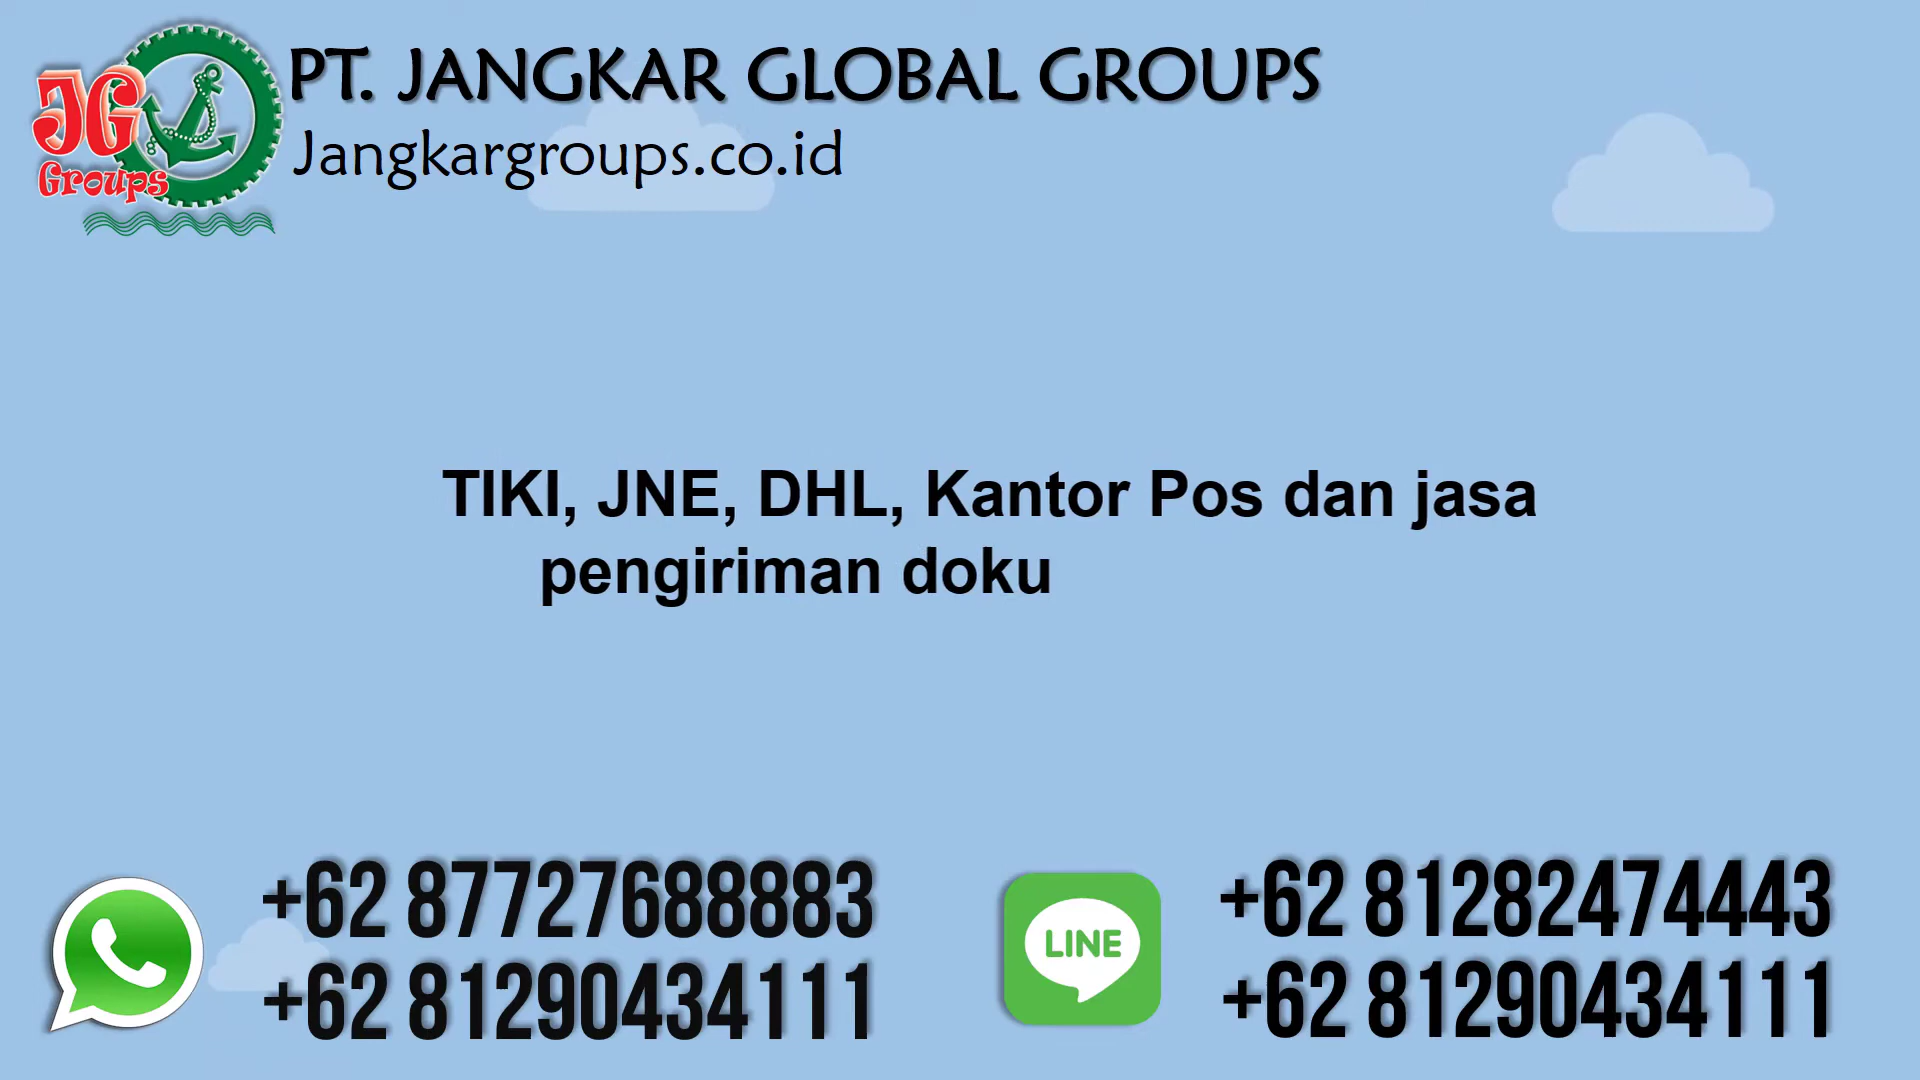 JG
Groups
PT. JANGKAR GLOBAL GROUPS
Jangkargroups.co.id
TIKI, JNE, DHL, Kantor Pos dan jasa
pengiriman doku
+62 87727688883
+62 81290434111
LINE
+62 81282474443
+62 81290434111